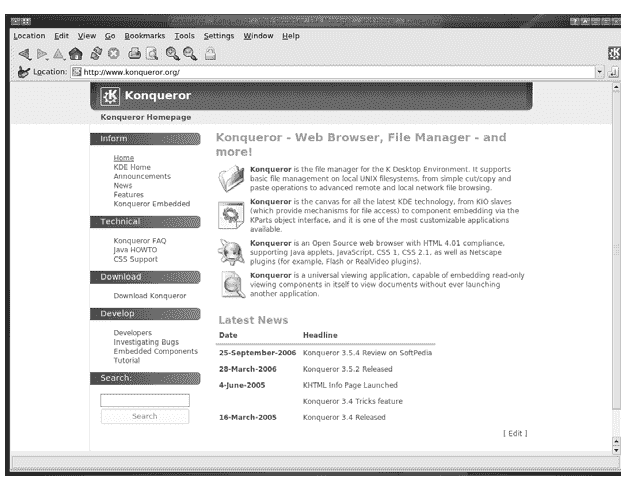 Location Edit View Go Bookmarks Tools Settings Window Help
Location: http://www.konqueror.org/
Konqueror
Konqueror Homepage
Inform
Home
KDE Home
Announcements
News
Features
Konqueror Embedded
Technical
Konqueror FAQ
Java HOWTO
CSS Support
Download
Download Konqueror
Develop
Developers
Investigating Bugs
Embedded Components
Tutorial
Search:
Search
Konqueror - Web Browser, File Manager - and
more!
Konqueror is the file manager for the K Desktop Environment. It supports
basic file management on local UNIX filesystems, from simple cut/copy and
paste operations to advanced remote and local network file browsing.
Konqueror is the canvas for all the latest KDE technology, from KIO slaves
(which provide mechanisms for file access) to component embedding via the
KParts object interface, and it is one of the most customizable applications
available.
Konqueror is an Open Source web browser with HTML 4.01 compliance,
supporting Java applets, JavaScript, CSS 1, CSS 2.1, as well as Netscape
plugins (for example, Flash or RealVideo plugins).
Konqueror is a universal viewing application, capable of embedding read-only
viewing components in itself to view documents without ever launching
another application.
Latest News
Date Headline
25-September-2006 Konqueror 3.5.4 Review on SoftPedia
28-March-2006 Konqueror 3.5.2 Released
4-June-2005 KHTML Info Page Launched
Konqueror 3.4 Tricks feature
16-March-2005 Konqueror 3.4 Released
[ Edit ]